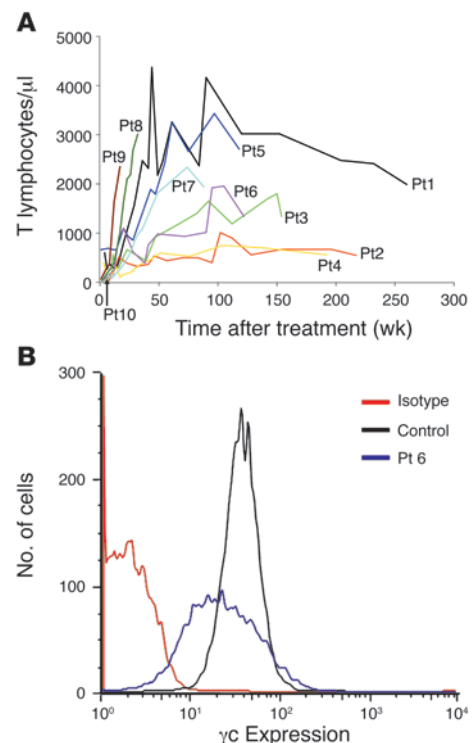 A
T lymphocytes/µl
5000
4000
3000
2000
1000
0
Pt9
Pt8
Pt7
Pt5
Pt6
Pt3
Pt1
Pt2
Pt4
Pt10
0 50 100 150 200 250 300
Time after treatment (wk)
B
No. of cells
300
200
100
0
Isotype
Control
Pt 6
10⁰ 10¹ 10² 10³ 10⁴
γc Expression